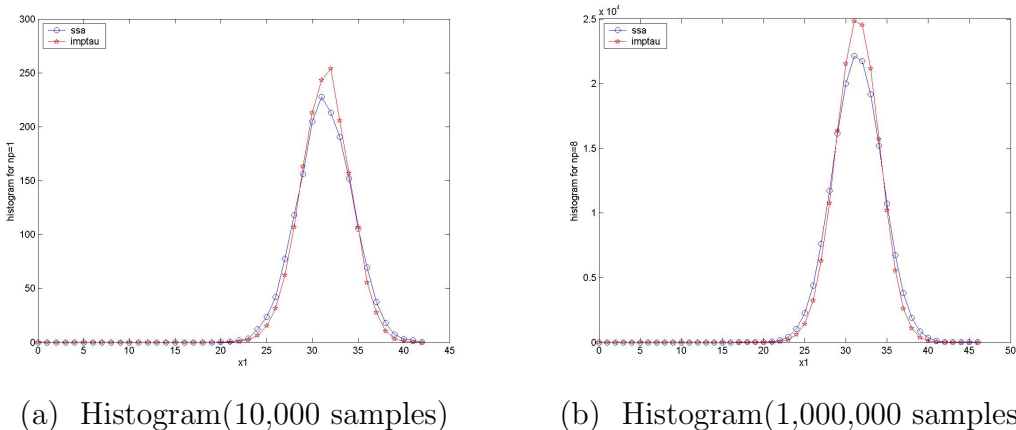 300
250
200
150
100
50
0
0 5 10 15 20 25 30 35 40 45
x1
histogram for np=1
ssa
imptau
x 10⁴
2.5
2
1.5
1
0.5
0
0 5 10 15 20 25 30 35 40 45 50
x1
histogram for np=8
ssa
imptau
(a) Histogram(10,000 samples)
(b) Histogram(1,000,000 samples